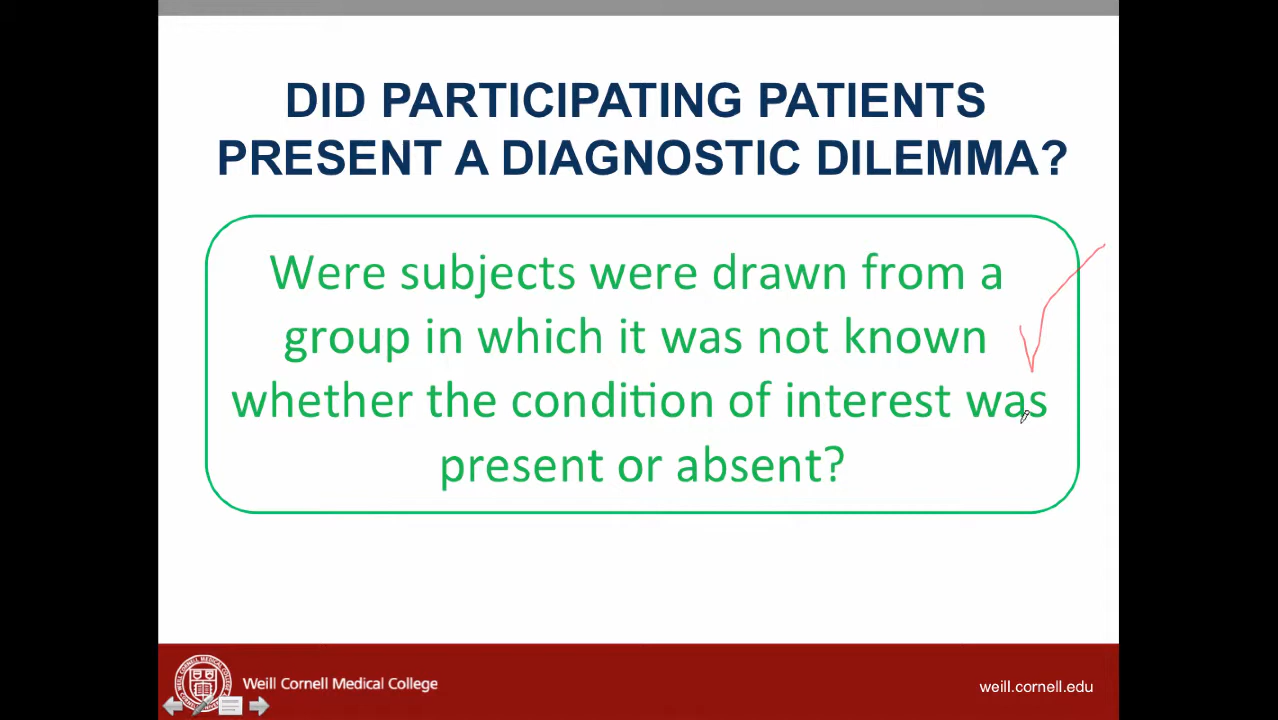 DID PARTICIPATING PATIENTS
PRESENT A DIAGNOSTIC DILEMMA?
Were subjects were drawn from a
group in which it was not known
whether the condition of interest was
present or absent?
Weill Cornell Medical College
weill.cornell.edu